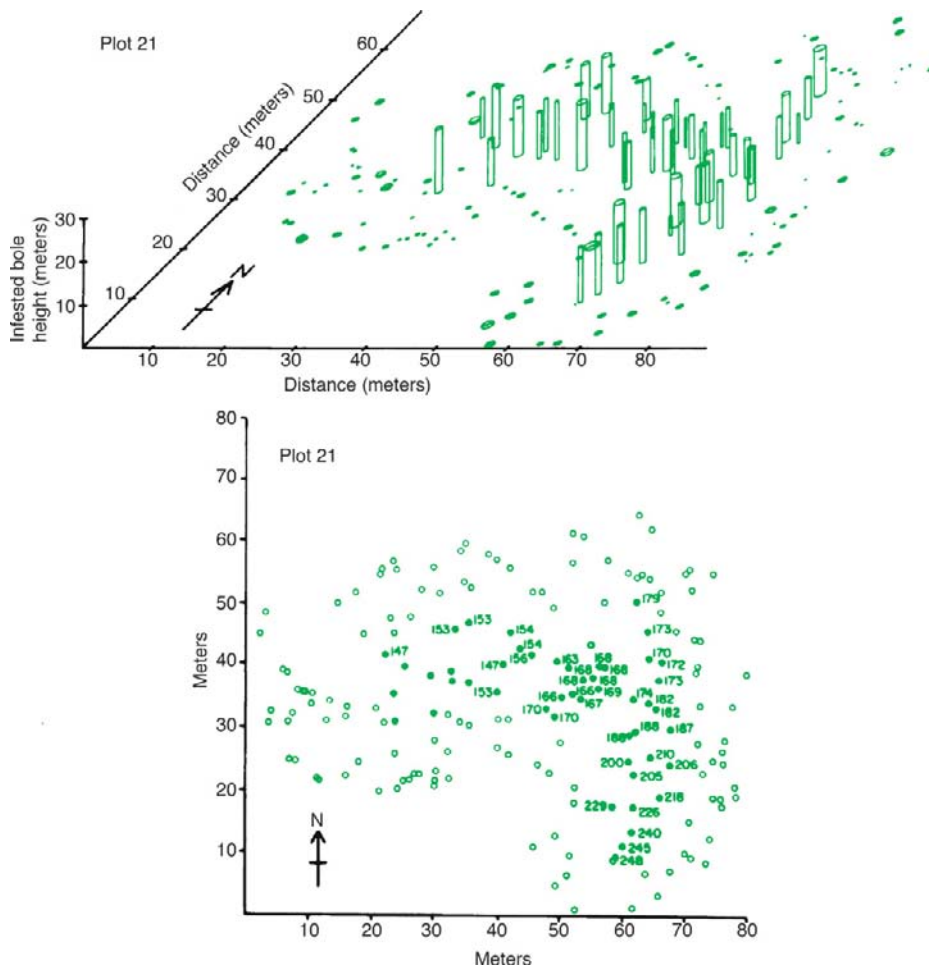 Plot 21
60
50
Distance (meters)
40
30
20
10
N
30
20
10
Infested bole
height (meters)
10 20 30 40 50 60 70 80
Distance (meters)
80
Plot 21
70
60
50
40
30
20
10
Meters
N
179
153 153
154 173
154
147 156 170
147 163 168 168 172
168 168 173
153 166 166 169 174
170 167 182
170 188 187
188
200 210 206
205
218
229 226
240
245
248
10 20 30 40 50 60 70 80
Meters